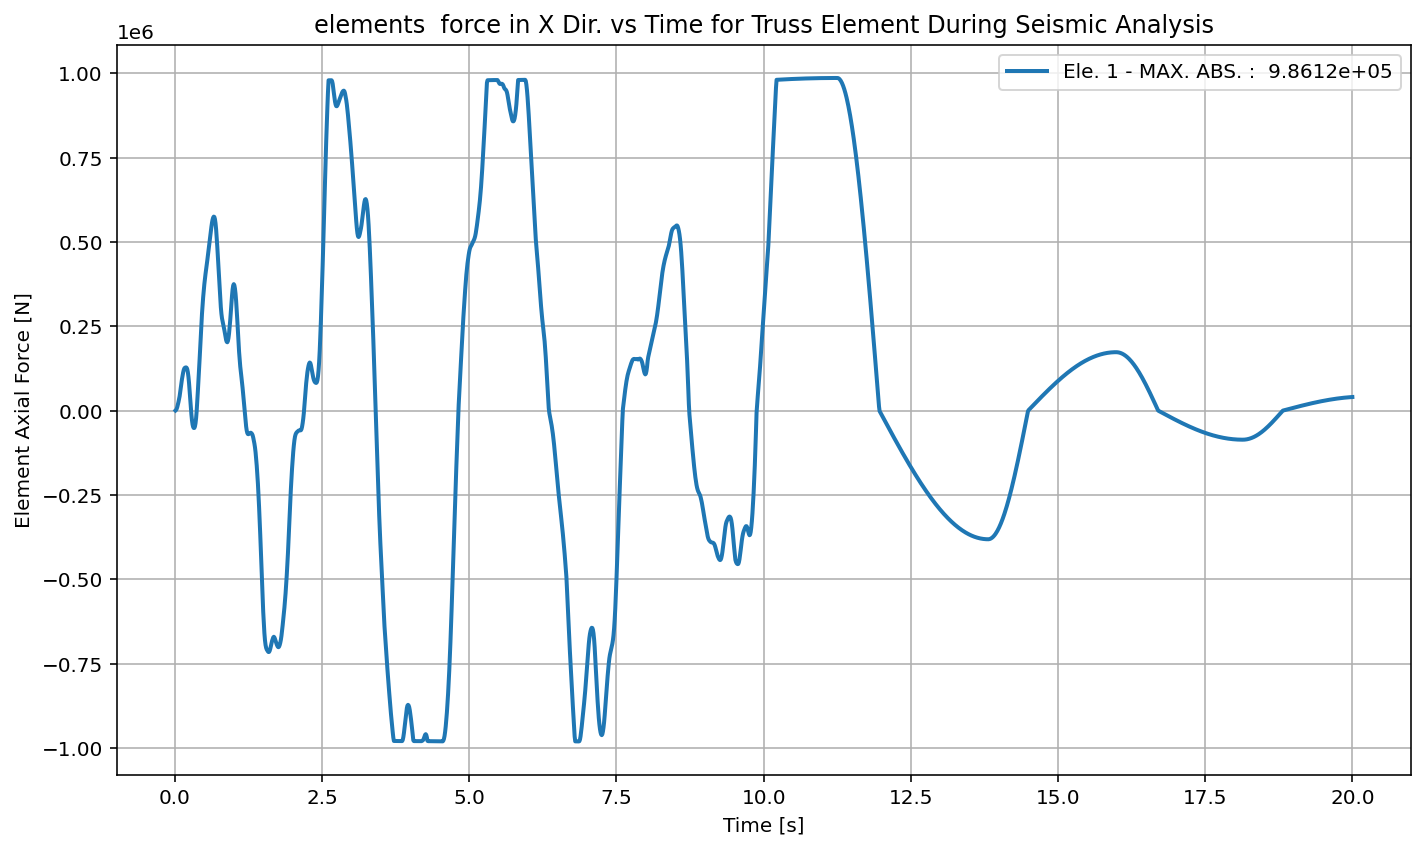 elements  force in X Dir. vs Time for Truss Element During Seismic Analysis
1e6
Ele. 1 - MAX. ABS. :  9.8612e+05
1.00
0.75
0.50
0.25
0.00
−0.25
−0.50
−0.75
−1.00
Element Axial Force [N]
0.0 2.5 5.0 7.5 10.0 12.5 15.0 17.5 20.0
Time [s]